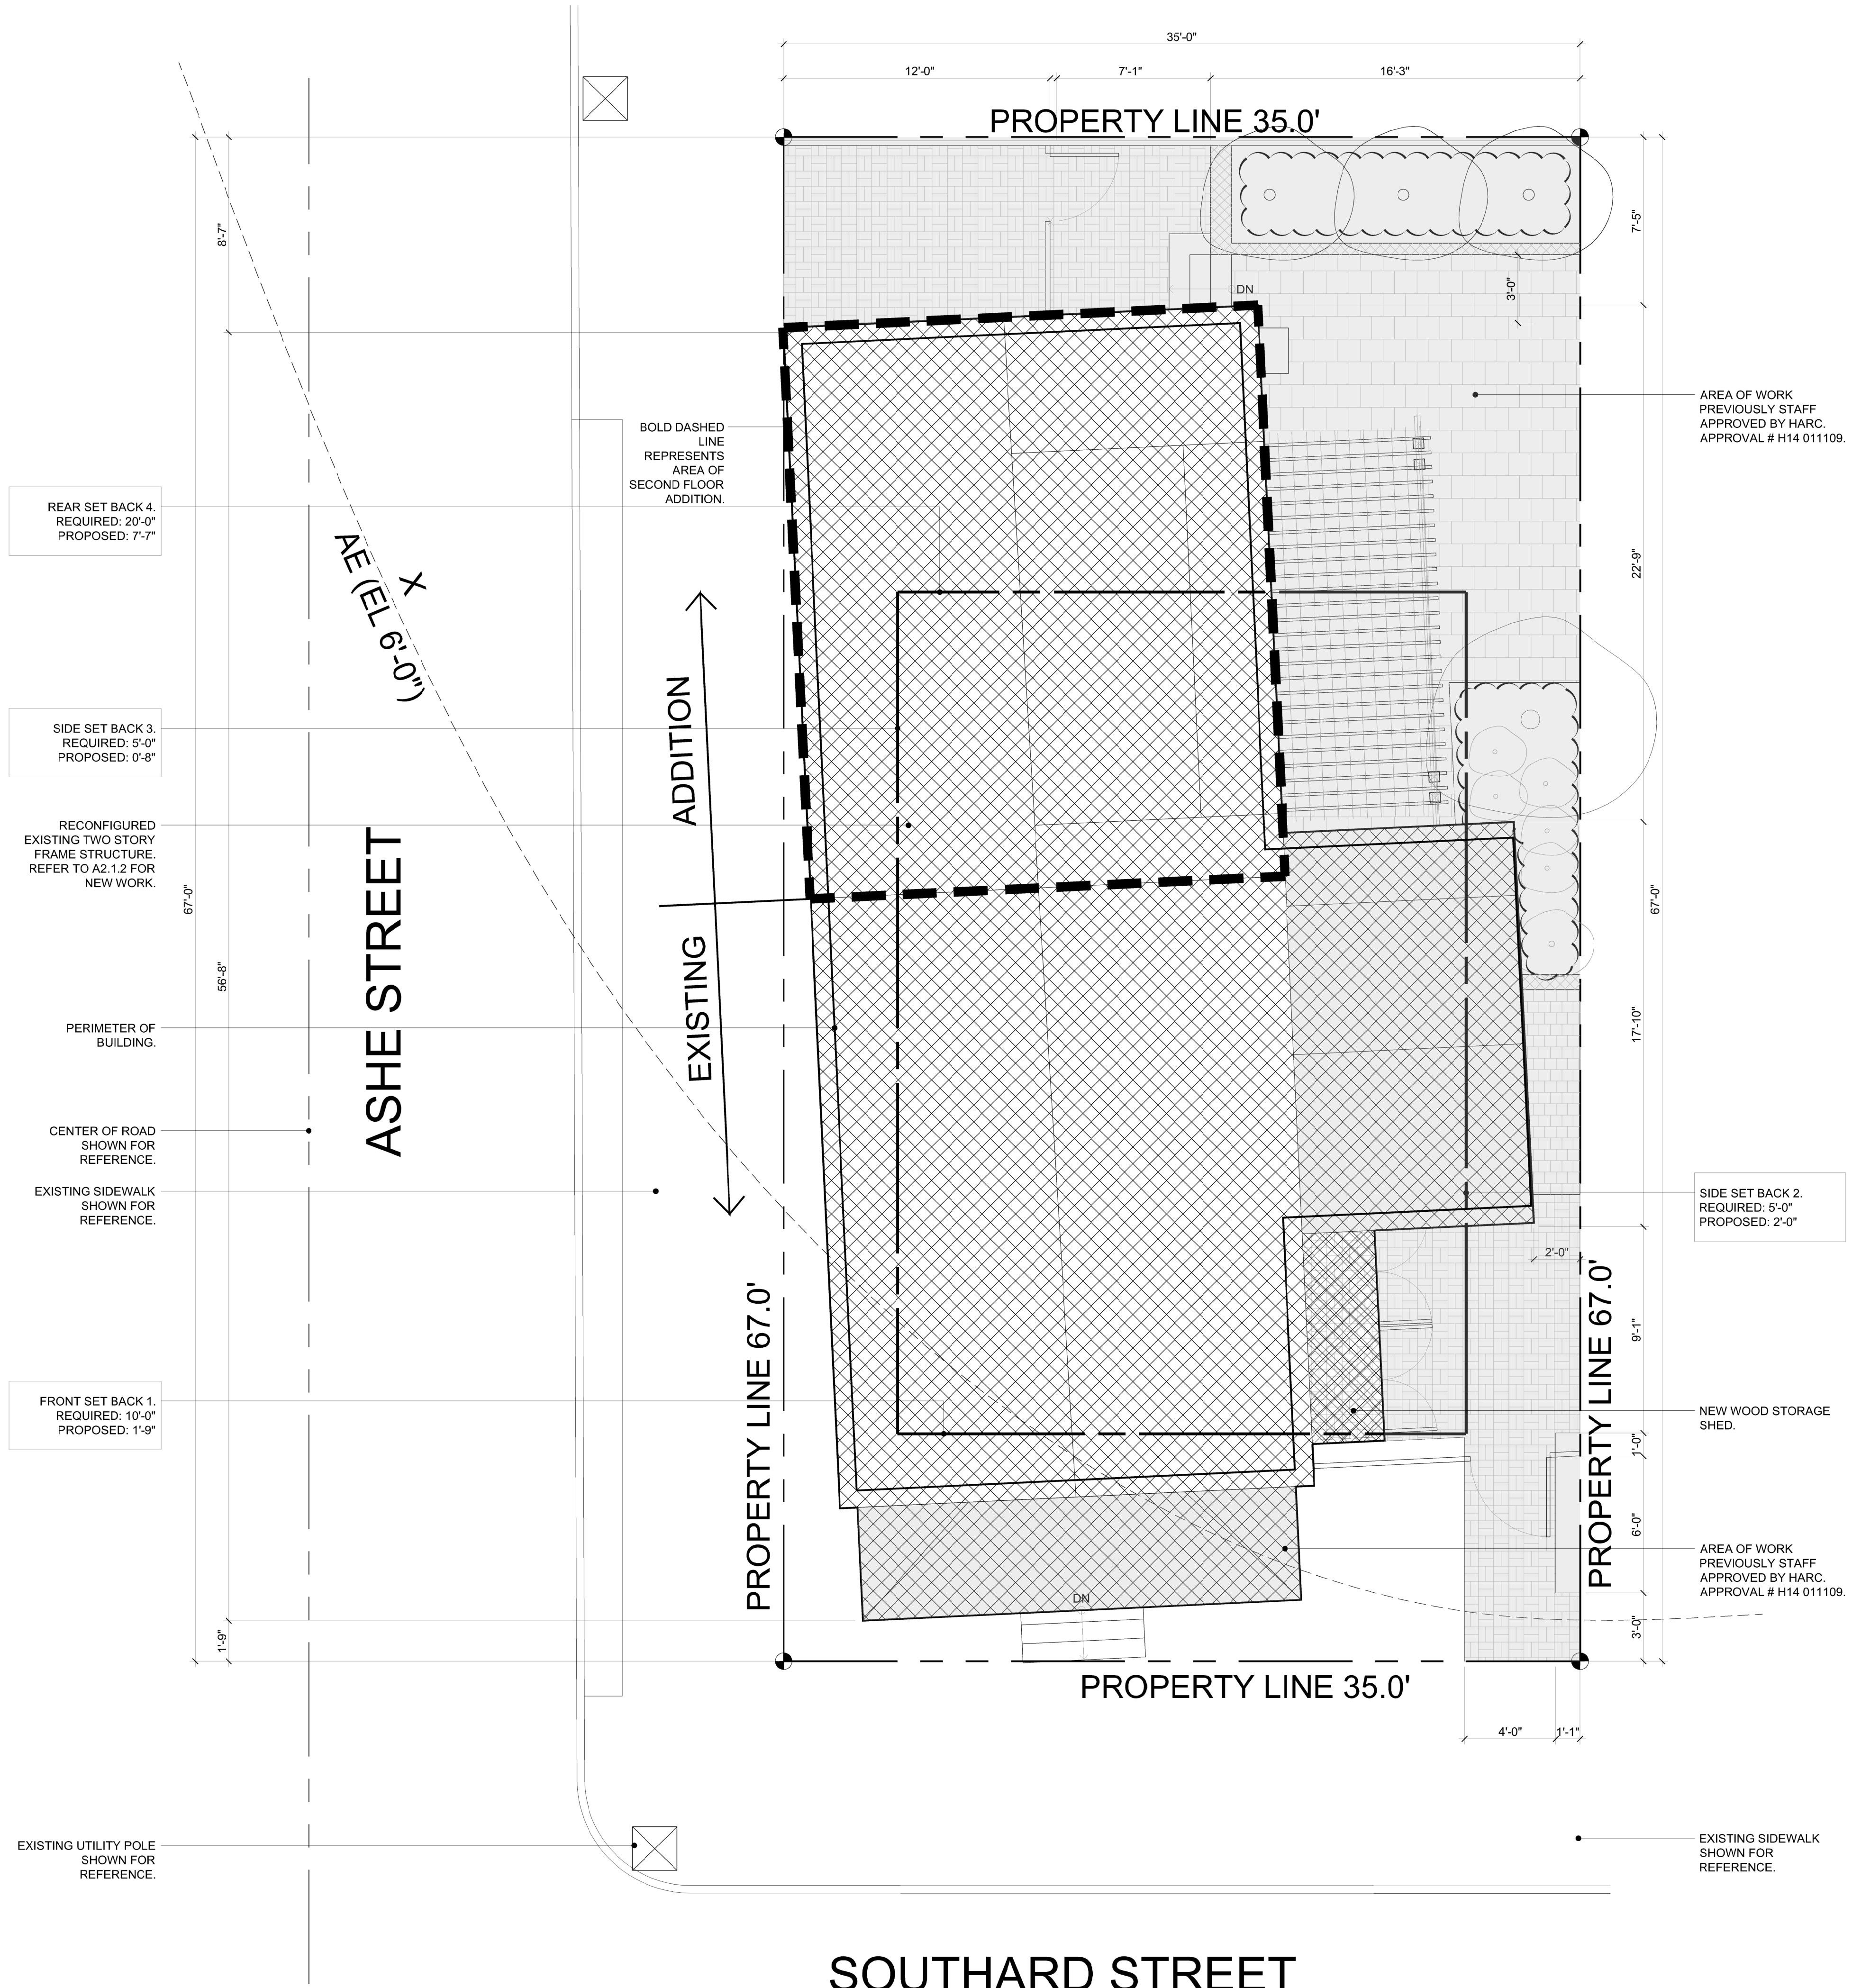 35'-0"
12'-0"
7'-1"
16'-3"
PROPERTY LINE 35.0'
8'-7"
7'-5"
DN
3'-0"
AREA OF WORK
PREVIOUSLY STAFF
APPROVED BY HARC.
APPROVAL # H14 011109.
BOLD DASHED
LINE
REPRESENTS
AREA OF
SECOND FLOOR
ADDITION.
REAR SET BACK 4.
REQUIRED: 20'-0"
PROPOSED: 7'-7"
X
AE (EL 6'-0")
22'-9"
ADDITION
SIDE SET BACK 3.
REQUIRED: 5'-0"
PROPOSED: 0'-8"
RECONFIGURED
EXISTING TWO STORY
FRAME STRUCTURE.
REFER TO A2.1.2 FOR
NEW WORK.
67'-0"
67'-0"
ASHE STREET
56'-8"
EXISTING
17'-10"
PERIMETER OF
BUILDING.
CENTER OF ROAD
SHOWN FOR
REFERENCE.
EXISTING SIDEWALK
SHOWN FOR
REFERENCE.
SIDE SET BACK 2.
REQUIRED: 5'-0"
PROPOSED: 2'-0"
2'-0"
PROPERTY LINE 67.0'
PROPERTY LINE 67.0'
9'-1"
FRONT SET BACK 1.
REQUIRED: 10'-0"
PROPOSED: 1'-9"
NEW WOOD STORAGE
SHED.
1'-0"
6'-0"
AREA OF WORK
PREVIOUSLY STAFF
APPROVED BY HARC.
APPROVAL # H14 011109.
DN
1'-9"
3'-0"
PROPERTY LINE 35.0'
4'-0"
1'-1"
EXISTING UTILITY POLE
SHOWN FOR
REFERENCE.
EXISTING SIDEWALK
SHOWN FOR
REFERENCE.
SOUTHARD STREET